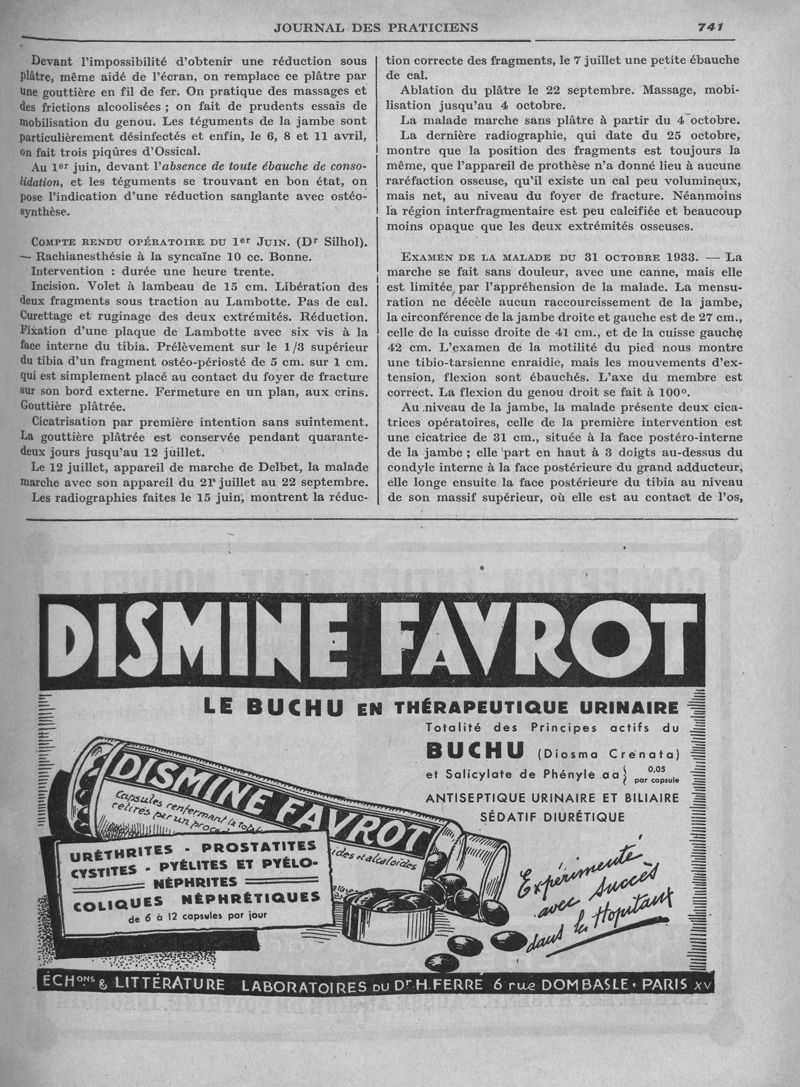 JOURNAL DES PRATICIENS 741
Devant l'impossibilité d'obtenir une réduction sous
plâtre, même aidé de l'écran, on remplace ce plâtre par
une gouttière en fil de fer. On pratique des massages et
des frictions alcoolisées ; on fait de prudents essais de
mobilisation du genou. Les téguments de la jambe sont
particulièrement désinfectés et enfin, le 6, 8 et 11 avril,
on fait trois piqûres d'Ossical.
Au 1er juin, devant l'absence de toute ébauche de conso-
lidation, et les téguments se trouvant en bon état, on
pose l'indication d'une réduction sanglante avec ostéo-
synthèse.
COMPTE RENDU OPÉRATOIRE DU 1er JUIN. (Dr Silhol).
— Rachianesthésie à la syncaïne 10 cc. Bonne.
Intervention : durée une heure trente.
Incision. Volet à lambeau de 15 cm. Libération des
deux fragments sous traction au Lambotte. Pas de cal.
Curettage et ruginage des deux extrémités. Réduction.
Fixation d'une plaque de Lambotte avec six vis à la
face interne du tibia. Prélèvement sur le 1/3 supérieur
du tibia d'un fragment ostéo-périosté de 5 cm. sur 1 cm.
qui est simplement placé au contact du foyer de fracture
sur son bord externe. Fermeture en un plan, aux crins.
Gouttière plâtrée.
Cicatrisation par première intention sans suintement.
La gouttière plâtrée est conservée pendant quarante-
deux jours jusqu'au 12 juillet.
Le 12 juillet, appareil de marche de Delbet, la malade
marche avec son appareil du 21 juillet au 22 septembre.
Les radiographies faites le 15 juin, montrent la réduc-
tion correcte des fragments, le 7 juillet une petite ébauche
de cal.
Ablation du plâtre le 22 septembre. Massage, mobi-
lisation jusqu'au 4 octobre.
La malade marche sans plâtre à partir du 4 octobre.
La dernière radiographie, qui date du 25 octobre,
montre que la position des fragments est toujours la
même, que l'appareil de prothèse n'a donné lieu à aucune
raréfaction osseuse, qu'il existe un cal peu volumineux,
mais net, au niveau du foyer de fracture. Néanmoins
la région interfragmentaire est peu calcifiée et beaucoup
moins opaque que les deux extrémités osseuses.
EXAMEN DE LA MALADE DU 31 OCTOBRE 1933. — La
marche se fait sans douleur, avec une canne, mais elle
est limitée par l'appréhension de la malade. La mensu-
ration ne décèle aucun raccourcissement de la jambe,
la circonférence de la jambe droite et gauche est de 27 cm.,
celle de la cuisse droite de 41 cm., et de la cuisse gauche
42 cm. L'examen de la motilité du pied nous montre
une tibio-tarsienne enraidie, mais les mouvements d'ex-
tension, flexion sont ébauchés. L'axe du membre est
correct. La flexion du genou droit se fait à 100°.
Au niveau de la jambe, la malade présente deux cica-
trices opératoires, celle de la première intervention est
une cicatrice de 31 cm., située à la face postéro-interne
de la jambe ; elle part en haut à 3 doigts au-dessus du
condyle interne à la face postérieure du grand adducteur,
elle longe ensuite la face postérieure du tibia au niveau
de son massif supérieur, où elle est au contact de l'os,
DISMINE FAVROT
LE BUCHU EN THÉRAPEUTIQUE URINAIRE
Totalité des Principes actifs du
BUCHU (Diosma Crenata)
et Salicylate de Phényle aa} 0,05
par capsule
ANTISEPTIQUE URINAIRE ET BILIAIRE
SÉDATIF DIURÉTIQUE
DISMINE FAVROT
Capsules renfermant la
retirés par un
et alcaloïdes
URÉTHRITES - PROSTATITES
CYSTITES - PYÉLITES ET PYÉLO-
NÉPHRITES
COLIQUES NÉPHRÉTIQUES
de 6 à 12 capsules par jour
Expérimenté
avec Succès
dans les Hôpitaux
ÉCHons & LITTÉRATURE LABORATOIRES DU Dr. H. FERRÉ 6 rue DOMBASLE • PARIS XV